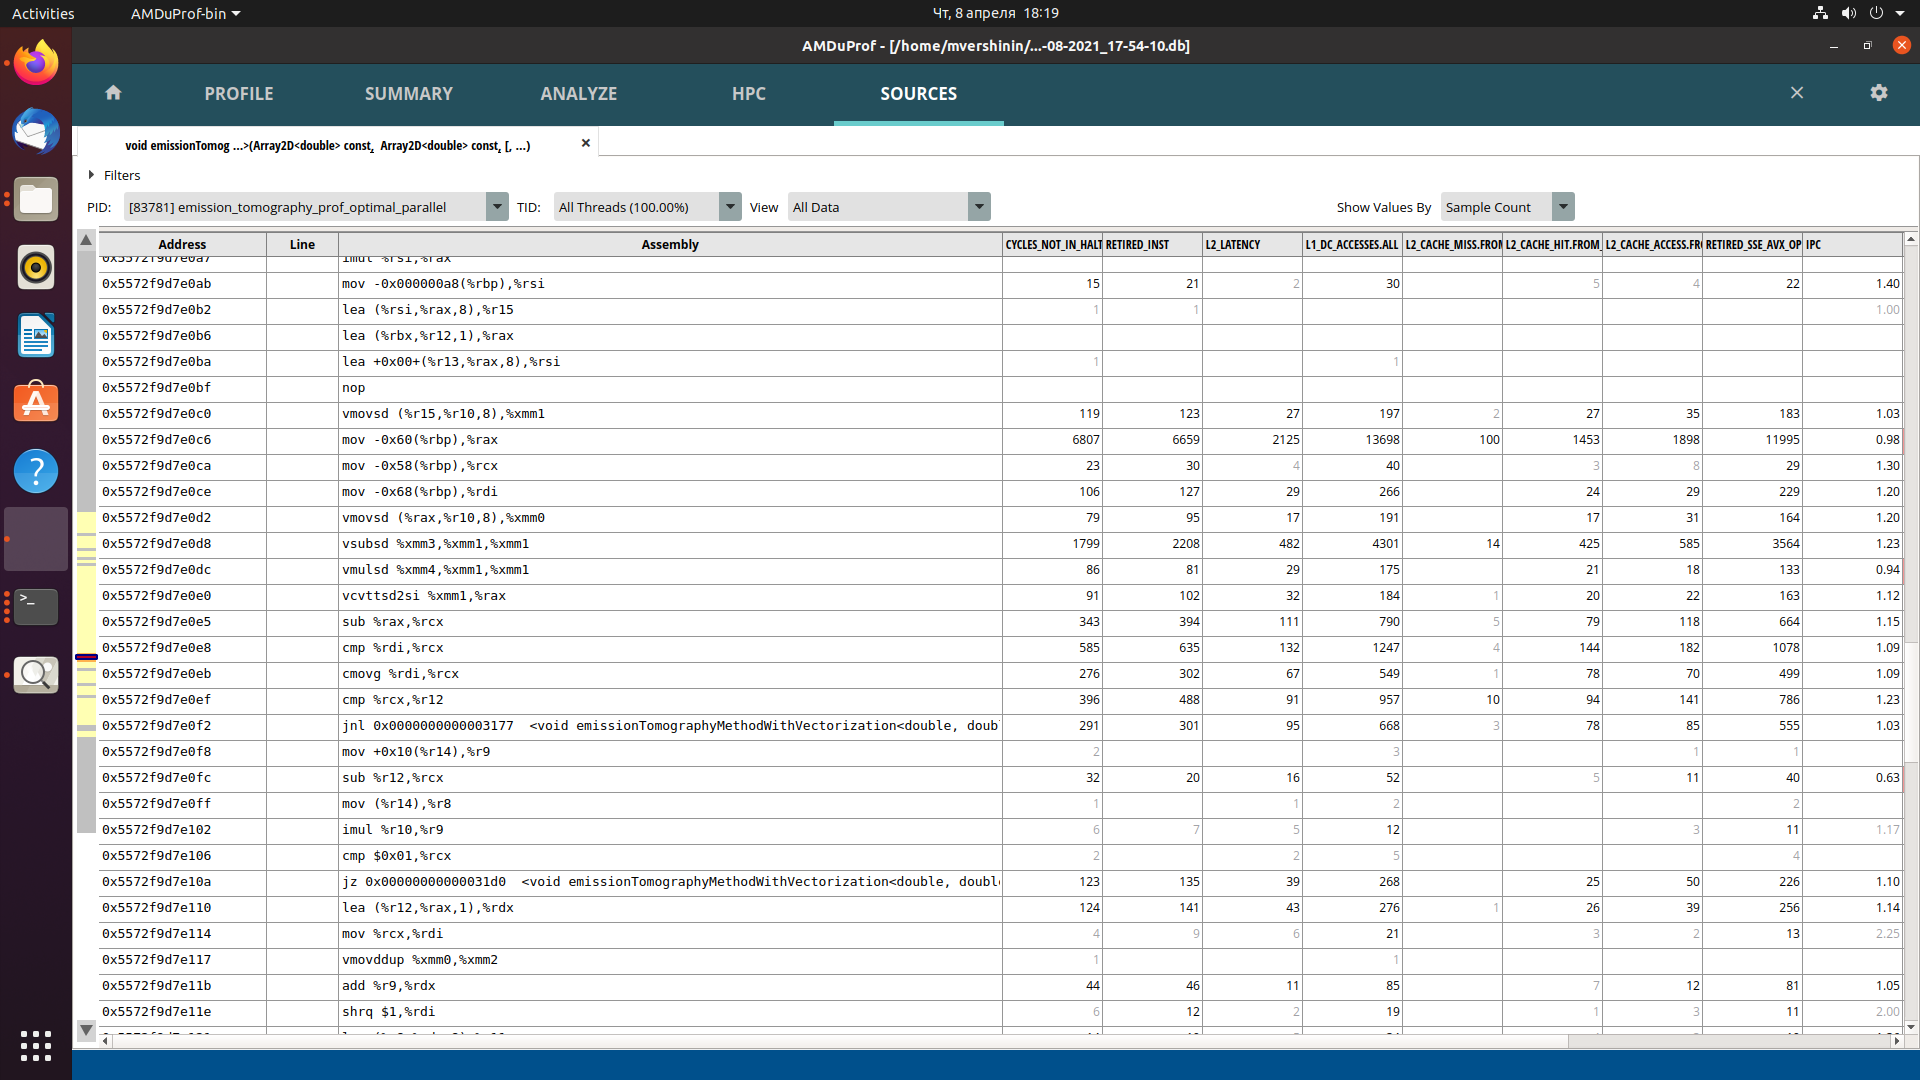 Activities AMDuProf-bin Чт, 8 апреля 18:19
AMDuProf - [/home/mvershinin/...-08-2021_17-54-10.db]
PROFILE SUMMARY ANALYZE HPC SOURCES
void emissionTomog ...>(Array2D<double> const, Array2D<double> const, [, ...)
Filters
PID: [83781] emission_tomography_prof_optimal_parallel TID: All Threads (100.00%) View All Data Show Values By Sample Count
Address Line Assembly CYCLES_NOT_IN_HALT RETIRED_INST L2_LATENCY L1_DC_ACCESSES.ALL L2_CACHE_MISS.FROM L2_CACHE_HIT.FROM_ L2_CACHE_ACCESS.FR RETIRED_SSE_AVX_OP IPC
0x5572f9d7e0a7 imul %rsi,%rax
0x5572f9d7e0ab mov -0x000000a8(%rbp),%rsi 15 21 2 30 5 4 22 1.40
0x5572f9d7e0b2 lea (%rsi,%rax,8),%r15 1 1 1.00
0x5572f9d7e0b6 lea (%rbx,%r12,1),%rax
0x5572f9d7e0ba lea +0x00+(%r13,%rax,8),%rsi 1 1
0x5572f9d7e0bf nop
0x5572f9d7e0c0 vmovsd (%r15,%r10,8),%xmm1 119 123 27 197 2 27 35 183 1.03
0x5572f9d7e0c6 mov -0x60(%rbp),%rax 6807 6659 2125 13698 100 1453 1898 11995 0.98
0x5572f9d7e0ca mov -0x58(%rbp),%rcx 23 30 4 40 3 8 29 1.30
0x5572f9d7e0ce mov -0x68(%rbp),%rdi 106 127 29 266 24 29 229 1.20
0x5572f9d7e0d2 vmovsd (%rax,%r10,8),%xmm0 79 95 17 191 17 31 164 1.20
0x5572f9d7e0d8 vsubsd %xmm3,%xmm1,%xmm1 1799 2208 482 4301 14 425 585 3564 1.23
0x5572f9d7e0dc vmulsd %xmm4,%xmm1,%xmm1 86 81 29 175 21 18 133 0.94
0x5572f9d7e0e0 vcvttsd2si %xmm1,%rax 91 102 32 184 1 20 22 163 1.12
0x5572f9d7e0e5 sub %rax,%rcx 343 394 111 790 5 79 118 664 1.15
0x5572f9d7e0e8 cmp %rdi,%rcx 585 635 132 1247 4 144 182 1078 1.09
0x5572f9d7e0eb cmovg %rdi,%rcx 276 302 67 549 1 78 70 499 1.09
0x5572f9d7e0ef cmp %rcx,%r12 396 488 91 957 10 94 141 786 1.23
0x5572f9d7e0f2 jnl 0x0000000000003177 <void emissionTomographyMethodWithVectorization<double, doub 291 301 95 668 3 78 85 555 1.03
0x5572f9d7e0f8 mov +0x10(%r14),%r9 2 3 1 1
0x5572f9d7e0fc sub %r12,%rcx 32 20 16 52 5 11 40 0.63
0x5572f9d7e0ff mov (%r14),%r8 1 1 2 2
0x5572f9d7e102 imul %r10,%r9 6 7 5 12 3 11 1.17
0x5572f9d7e106 cmp $0x01,%rcx 2 2 5 4
0x5572f9d7e10a jz 0x00000000000031d0 <void emissionTomographyMethodWithVectorization<double, double 123 135 39 268 25 50 226 1.10
0x5572f9d7e110 lea (%r12,%rax,1),%rdx 124 141 43 276 1 26 39 256 1.14
0x5572f9d7e114 mov %rcx,%rdi 4 9 6 21 3 2 13 2.25
0x5572f9d7e117 vmovddup %xmm0,%xmm2 1 1
0x5572f9d7e11b add %r9,%rdx 44 46 11 85 7 12 81 1.05
0x5572f9d7e11e shrq $1,%rdi 6 12 2 19 1 3 11 2.00